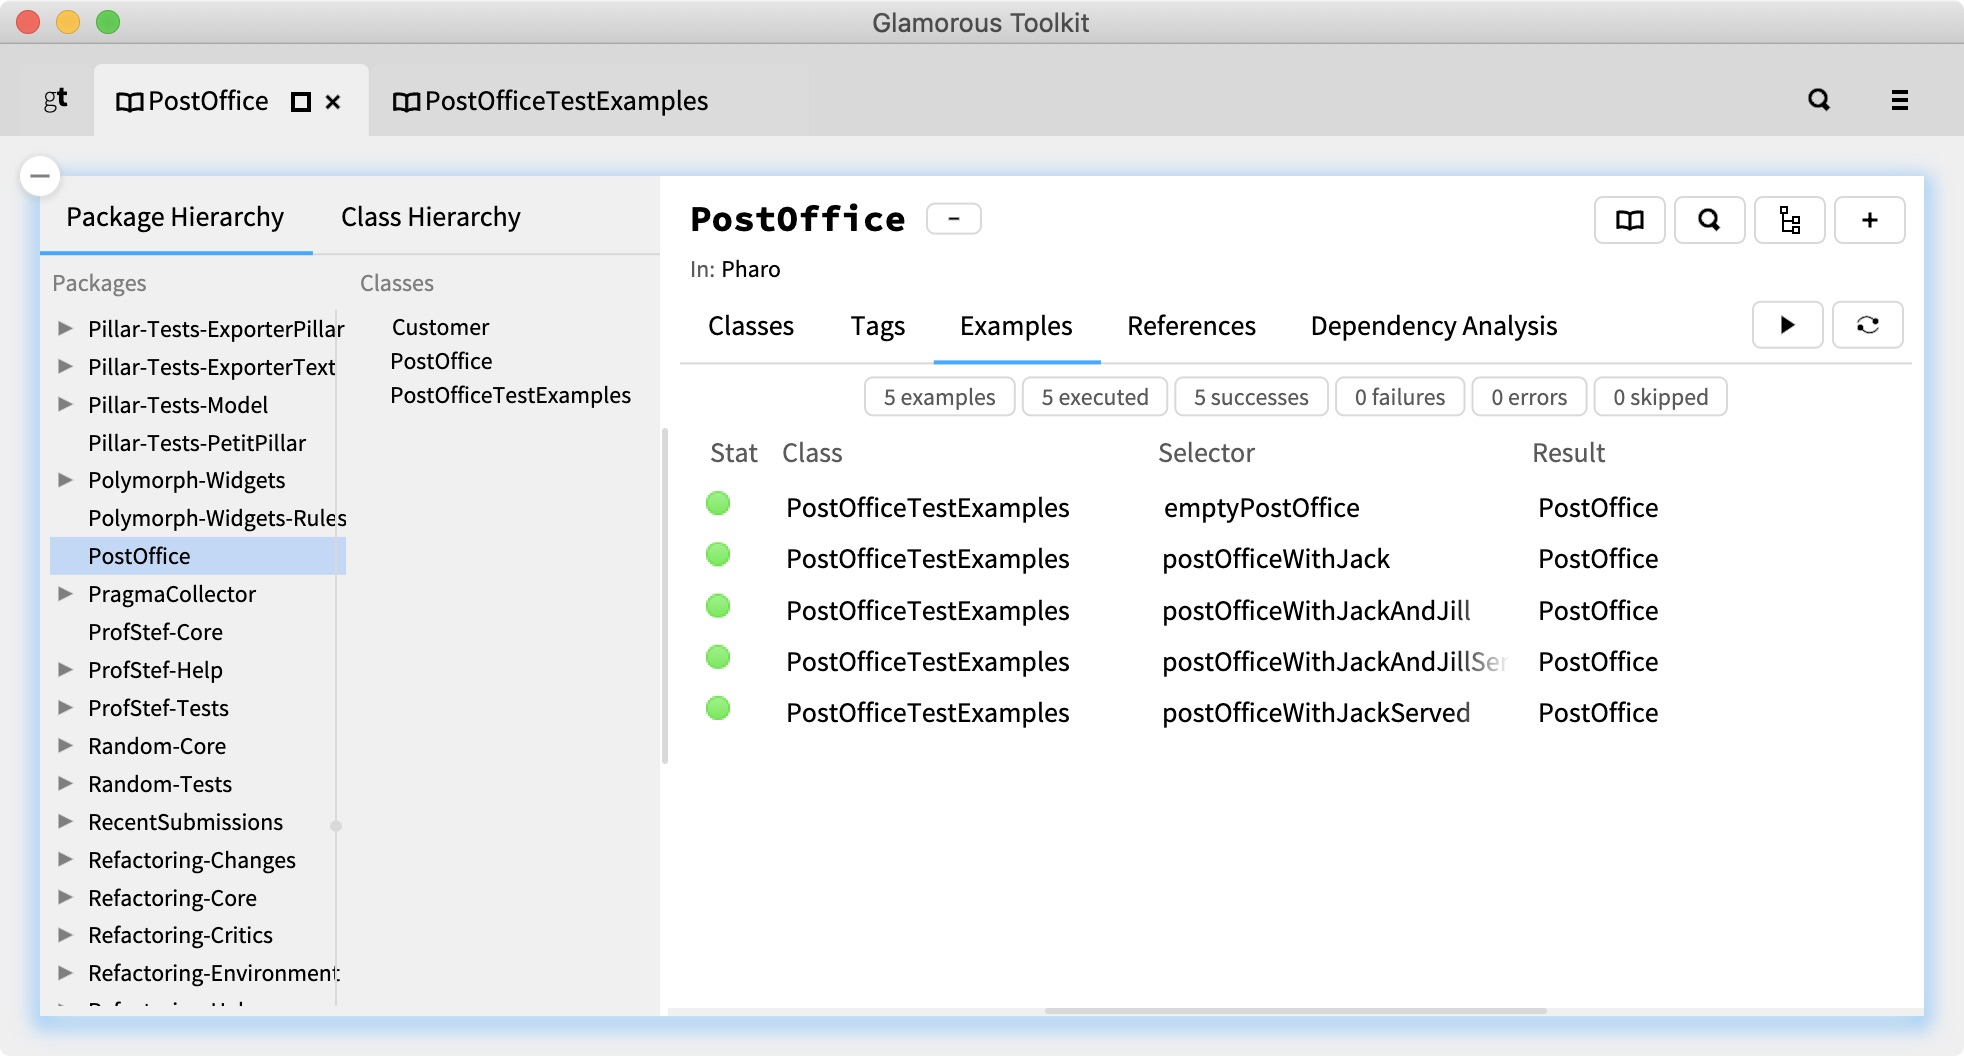 Glamorous Toolkit
gt
PostOffice
PostOfficeTestExamples
Package Hierarchy
Class Hierarchy
Packages
Pillar-Tests-ExporterPillar
Pillar-Tests-ExporterText
Pillar-Tests-Model
Pillar-Tests-PetitPillar
Polymorph-Widgets
Polymorph-Widgets-Rules
PostOffice
PragmaCollector
ProfStef-Core
ProfStef-Help
ProfStef-Tests
Random-Core
Random-Tests
RecentSubmissions
Refactoring-Changes
Refactoring-Core
Refactoring-Critics
Refactoring-Environment
Classes
Customer
PostOffice
PostOfficeTestExamples
PostOffice
In: Pharo
Classes Tags Examples References Dependency Analysis
5 examples 5 executed 5 successes 0 failures 0 errors 0 skipped
Stat Class Selector Result
PostOfficeTestExamples emptyPostOffice PostOffice
PostOfficeTestExamples postOfficeWithJack PostOffice
PostOfficeTestExamples postOfficeWithJackAndJill PostOffice
PostOfficeTestExamples postOfficeWithJackAndJillSer PostOffice
PostOfficeTestExamples postOfficeWithJackServed PostOffice